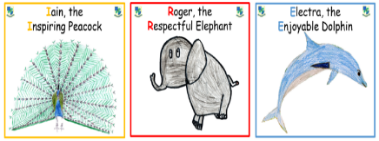 Iain, the
Inspiring Peacock
Roger, the
Respectful Elephant
Electra, the
Enjoyable Dolphin